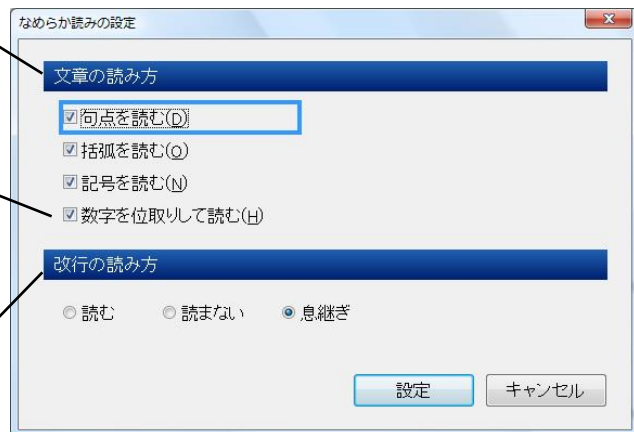 なめらか読みの設定
文章の読み方
句点を読む(D)
括弧を読む(O)
記号を読む(N)
数字を位取りして読む(H)
改行の読み方
読む 読まない 息継ぎ
設定 キャンセル